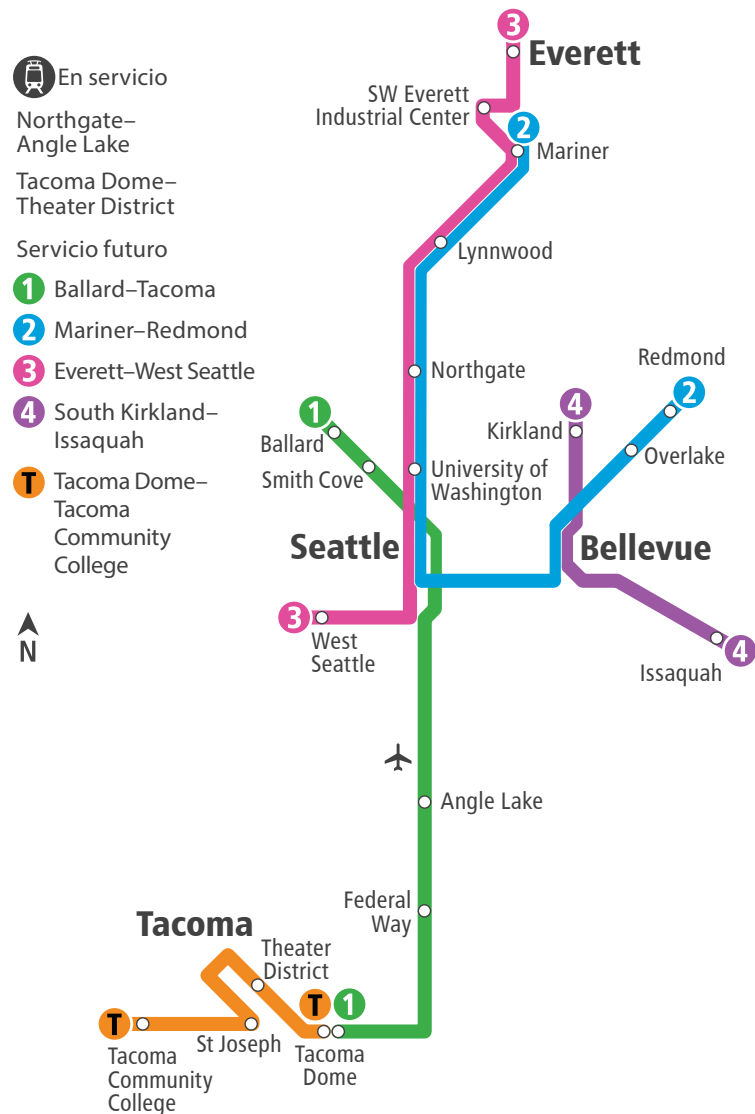 En servicio
Northgate–
Angle Lake
Tacoma Dome–
Theater District
Servicio futuro
1 Ballard–Tacoma
2 Mariner–Redmond
3 Everett–West Seattle
4 South Kirkland–
Issaquah
T Tacoma Dome–
Tacoma
Community
College
N
3
Everett
SW Everett
Industrial Center
2
Mariner
Lynnwood
Northgate
Redmond
2
1
Ballard
4
Kirkland
Overlake
Smith Cove
University of
Washington
Seattle
Bellevue
3
West
Seattle
4
Issaquah
Angle Lake
Federal
Way
Tacoma
Theater
District
T
1
T
St Joseph
Tacoma
Dome
Tacoma
Community
College